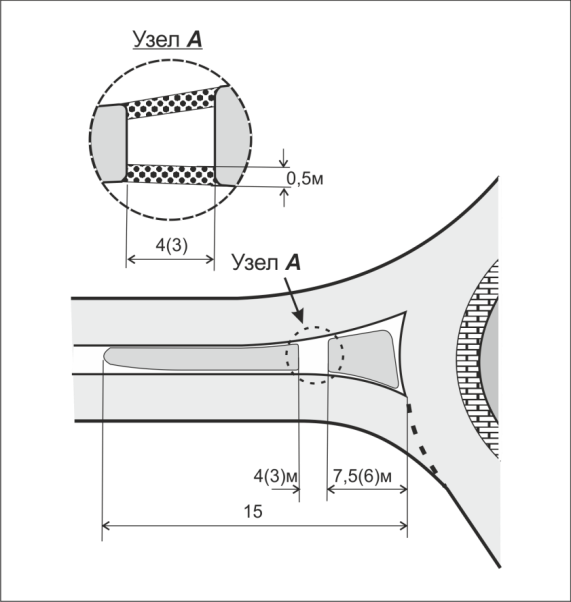 Узел А
0,5м
4(3)
Узел А
4(3)м
7,5(6)м
15